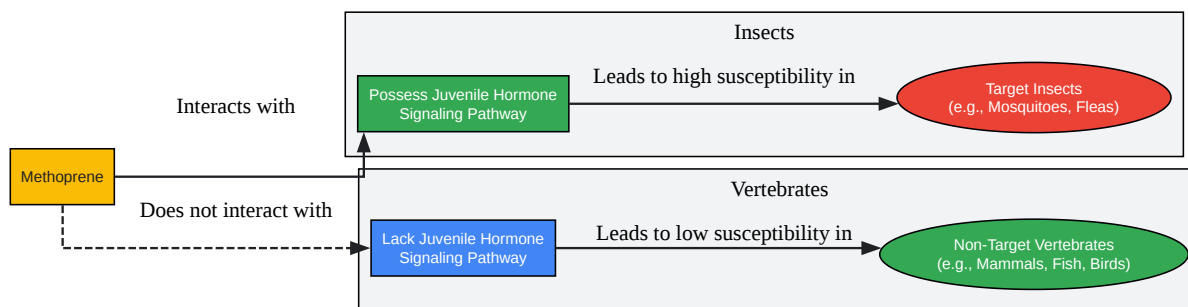 Insects
Leads to high susceptibility in
Possess Juvenile Hormone
Signaling Pathway
Target Insects
(e.g., Mosquitoes, Fleas)
Interacts with
Methoprene
Vertebrates
Does not interact with
Leads to low susceptibility in
Lack Juvenile Hormone
Signaling Pathway
Non-Target Vertebrates
(e.g., Mammals, Fish, Birds)